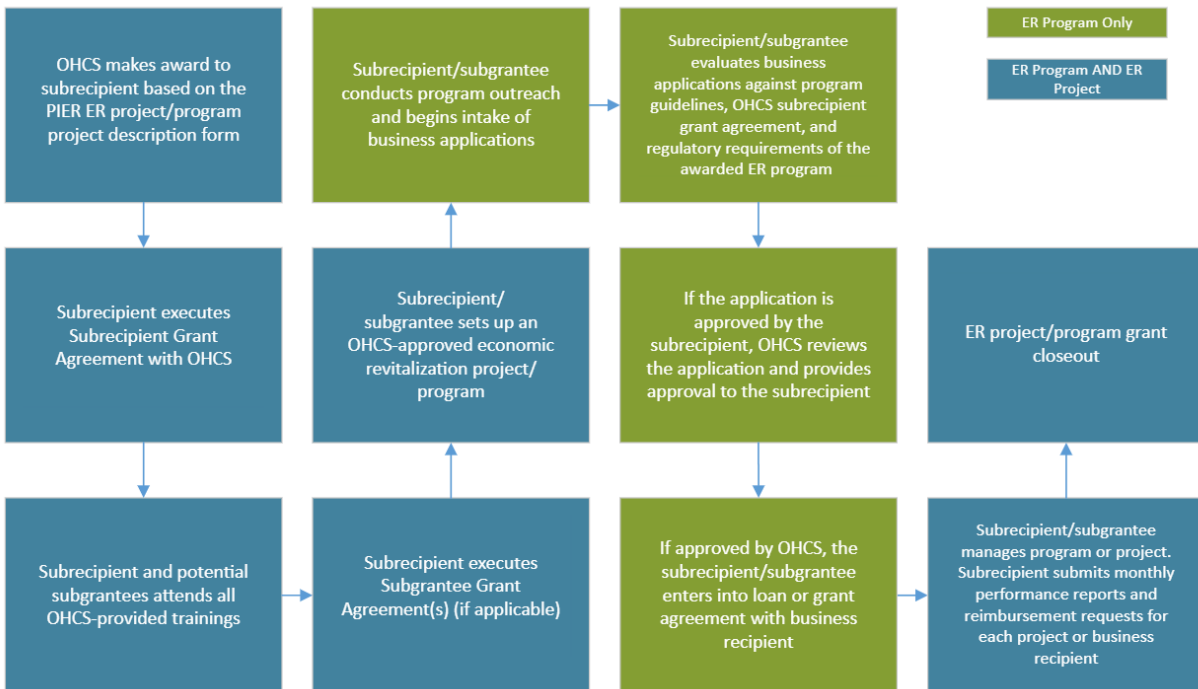 OHCS makes award to
subrecipient based on the
PIER ER project/program
project description form
Subrecipient executes
Subrecipient Grant
Agreement with OHCS
Subrecipient and potential
subgrantees attends all
OHCS-provided trainings
Subrecipient executes
Subgrantee Grant
Agreement(s) (if applicable)
Subrecipient/
subgrantee sets up an
OHCS-approved economic
revitalization project/
program
Subrecipient/subgrantee
conducts program outreach
and begins intake of
business applications
Subrecipient/subgrantee
evaluates business
applications against program
guidelines, OHCS subrecipient
grant agreement, and
regulatory requirements of the
awarded ER program
If the application is
approved by the
subrecipient, OHCS reviews
the application and provides
approval to the subrecipient
If approved by OHCS, the
subrecipient/subgrantee
enters into loan or grant
agreement with business
recipient
Subrecipient/subgrantee
manages program or project.
Subrecipient submits monthly
performance reports and
reimbursement requests for
each project or business
recipient
ER project/program grant
closeout
ER Program Only
ER Program AND ER
Project